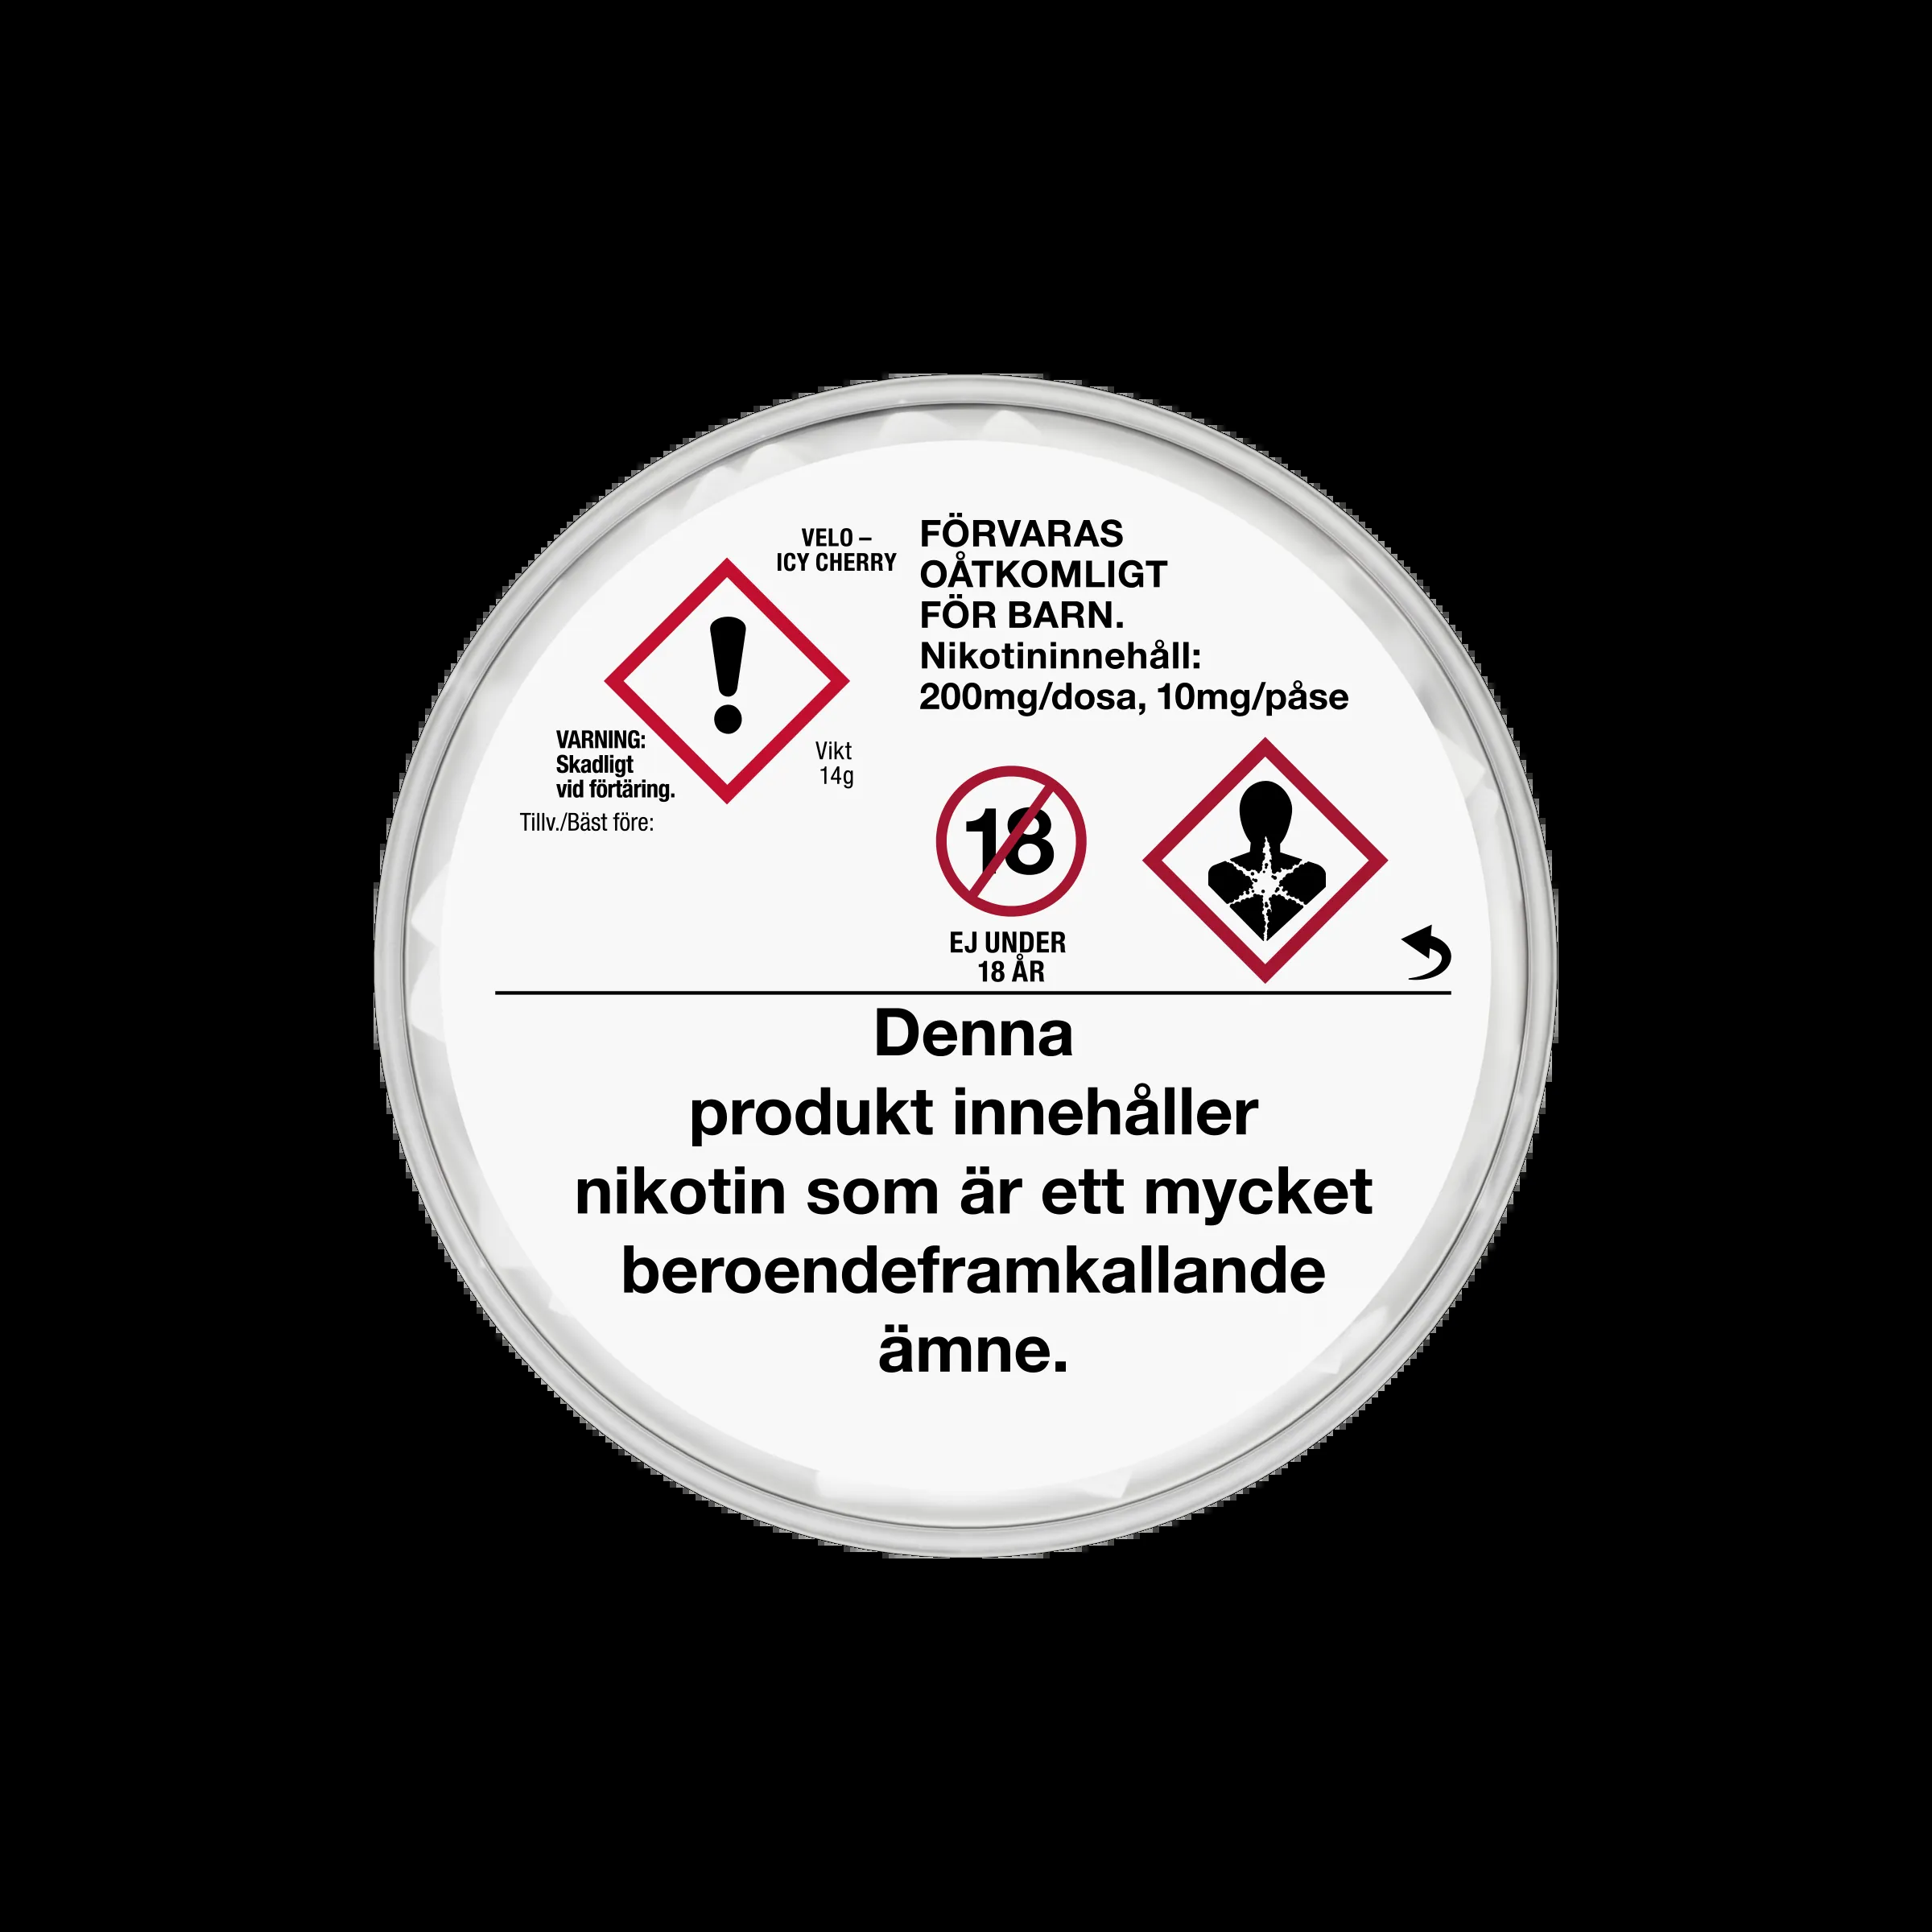 VELO –
ICY CHERRY
FÖRVARAS
OÅTKOMLIGT
FÖR BARN.
Nikotininnehåll:
200mg/dosa, 10mg/påse
VARNING:
Skadligt
vid förtäring.
Vikt
14g
Tillv./Bäst före:
18
EJ UNDER
18 ÅR
Denna
produkt innehåller
nikotin som är ett mycket
beroendeframkallande
ämne.